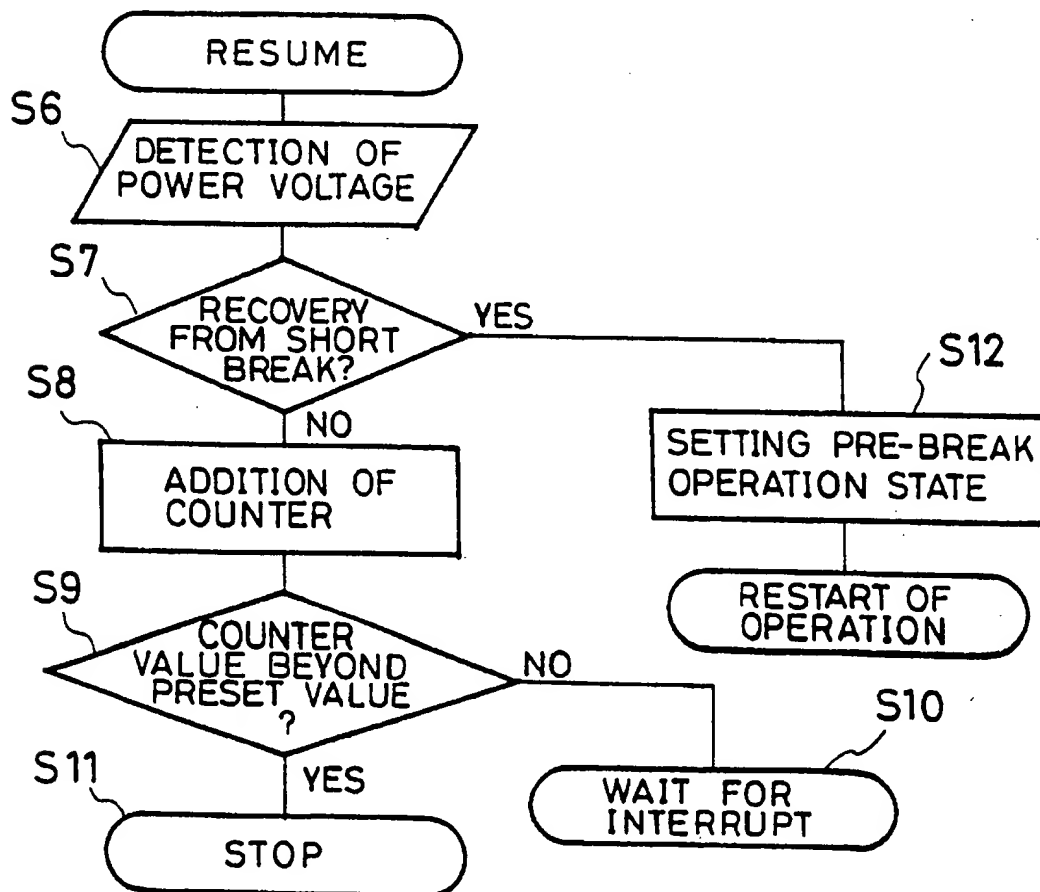 RESUME
S6
DETECTION OF
POWER VOLTAGE
S7
RECOVERY
FROM SHORT
BREAK?
YES
S12
SETTING PRE-BREAK
OPERATION STATE
RESTART OF
OPERATION
NO
S8
ADDITION OF
COUNTER
S9
COUNTER
VALUE BEYOND
PRESET VALUE
?
NO
S10
WAIT FOR
INTERRUPT
YES
S11
STOP